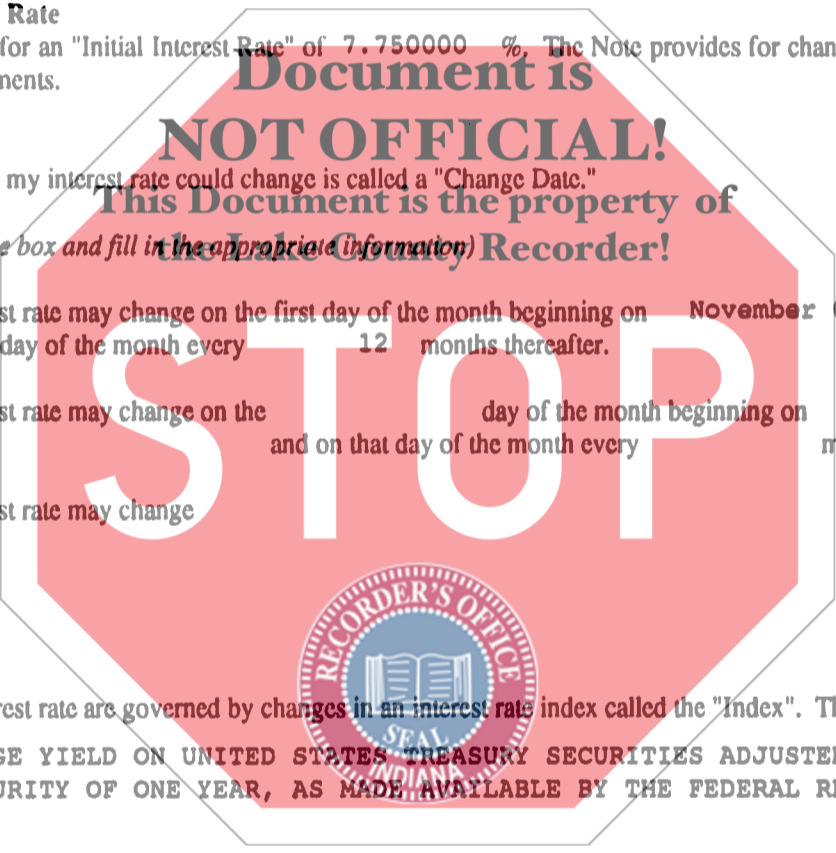 Rate
for an "Initial Interest Rate" of 7.750000 %. The Note provides for chan
nents.
Document is
NOT OFFICIAL!
my interest rate could change is called a "Change Date."
This Document is the property of
the Lake County Recorder!
e box and fill in the appropriate information)
st rate may change on the first day of the month beginning on November
day of the month every 12 months thereafter.
STOP
st rate may change on the day of the month beginning on
and on that day of the month every m
st rate may change
RECORDER'S OFFICE
SEAL
INDIANA
rest rate are governed by changes in an interest rate index called the "Index". Th
GE YIELD ON UNITED STATES TREASURY SECURITIES ADJUSTE
URITY OF ONE YEAR, AS MADE AVAILABLE BY THE FEDERAL R